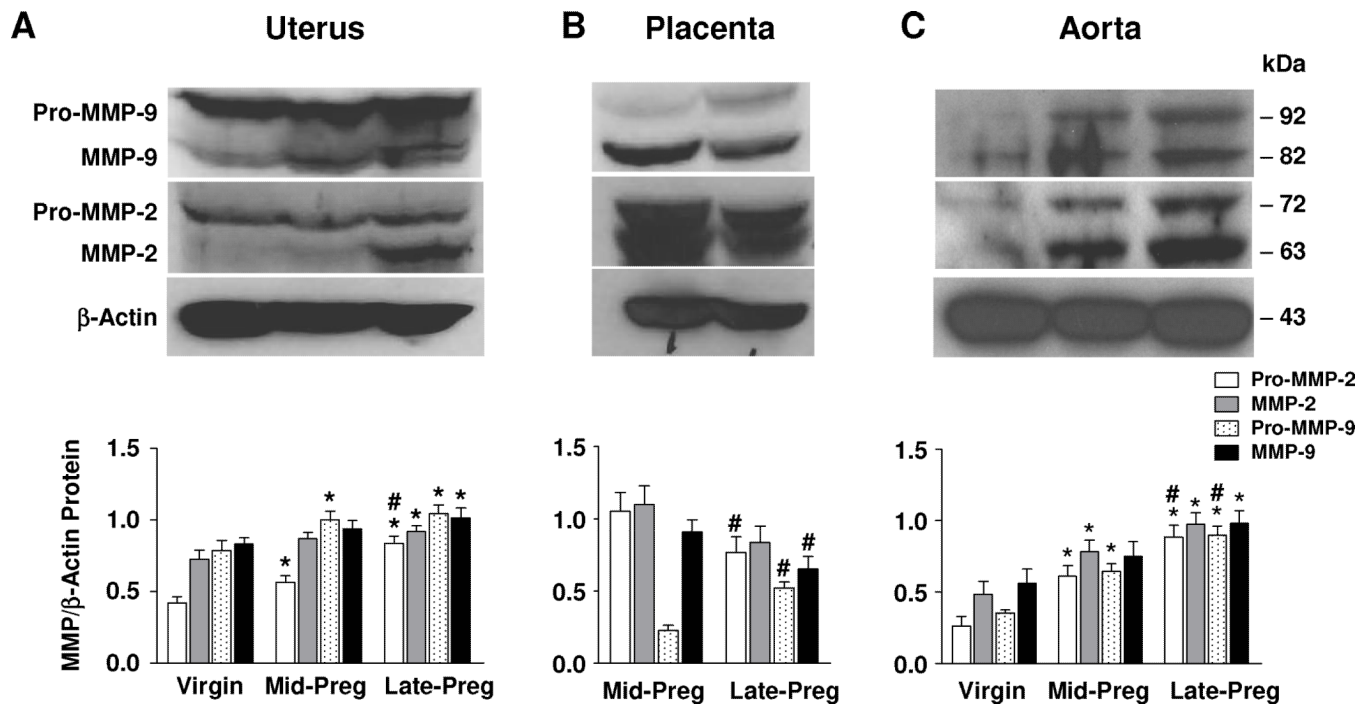 A Uterus B Placenta C Aorta
kDa
Pro-MMP-9 – 92
MMP-9 – 82
Pro-MMP-2 – 72
MMP-2 – 63
β-Actin – 43
Pro-MMP-2
MMP-2
Pro-MMP-9
MMP-9
MMP/β-Actin Protein
1.5
1.0
0.5
0.0
* * # * * * *
Virgin Mid-Preg Late-Preg
1.5
1.0
0.5
0.0
# # #
Mid-Preg Late-Preg
1.5
1.0
0.5
0.0
* * * # * * # * *
Virgin Mid-Preg Late-Preg